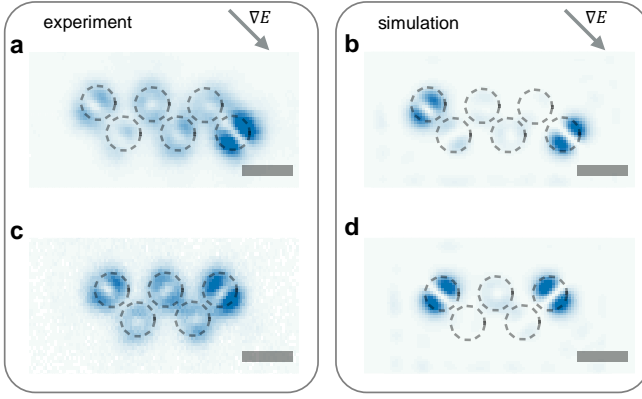 experiment
∇E
simulation
∇E
a
b
c
d